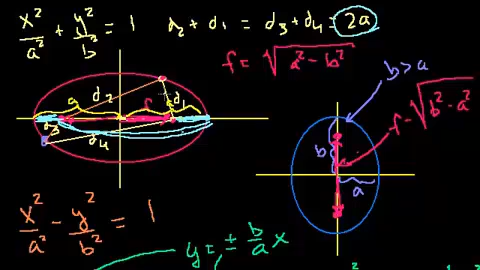 x²/a² + y²/b² = 1
d₂ + d₁ = d₃ + d₄ = 2a
f = √(a² - b²)
b > a
a d₂ f d₁
d₃
d₄
f = √(b² - a²)
b
a
x²/a² - y²/b² = 1
y = ± b/a x